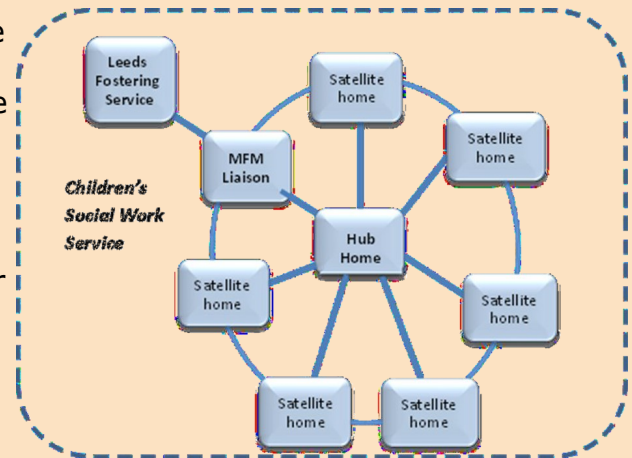 Leeds
Fostering
Service
Satellite
home
Satellite
home
MFM
Liaison
Children's
Social Work
Service
Hub
Home
Satellite
home
Satellite
home
Satellite
home
Satellite
home